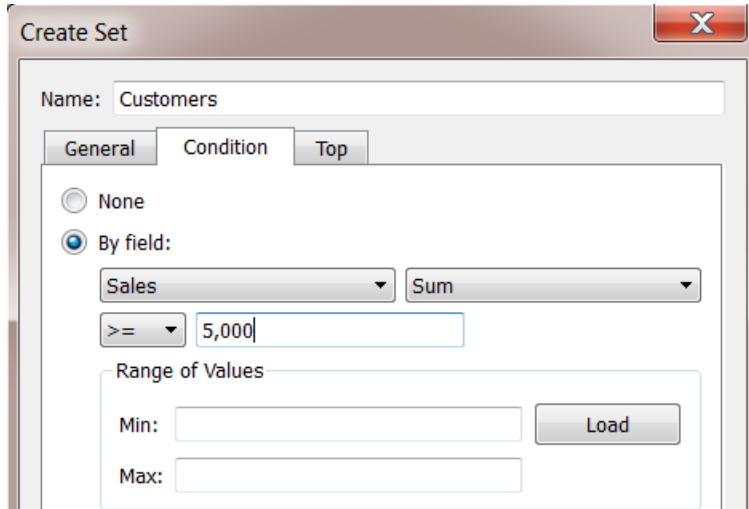 Create Set
X
Name: Customers
General Condition Top
None
By field:
Sales Sum
>= 5,000
Range of Values
Min: Load
Max: